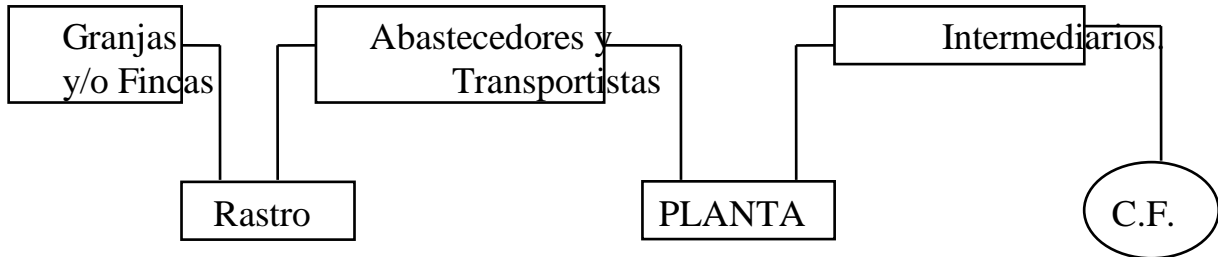 Granjas
y/o Fincas
Abastecedores y
Transportistas
Intermediarios.
Rastro
PLANTA
C.F.